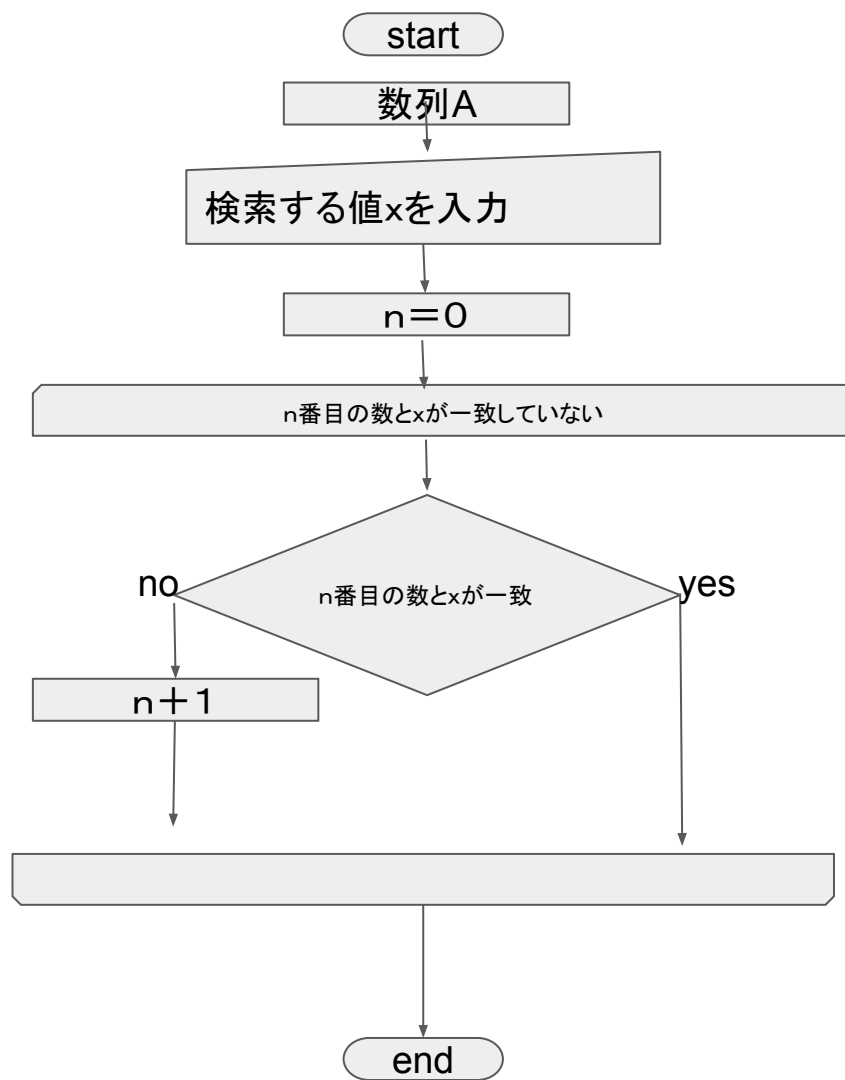 start
数列A
検索する値xを入力
n＝0
n番目の数とxが一致していない
n番目の数とxが一致
no
yes
n＋1
end